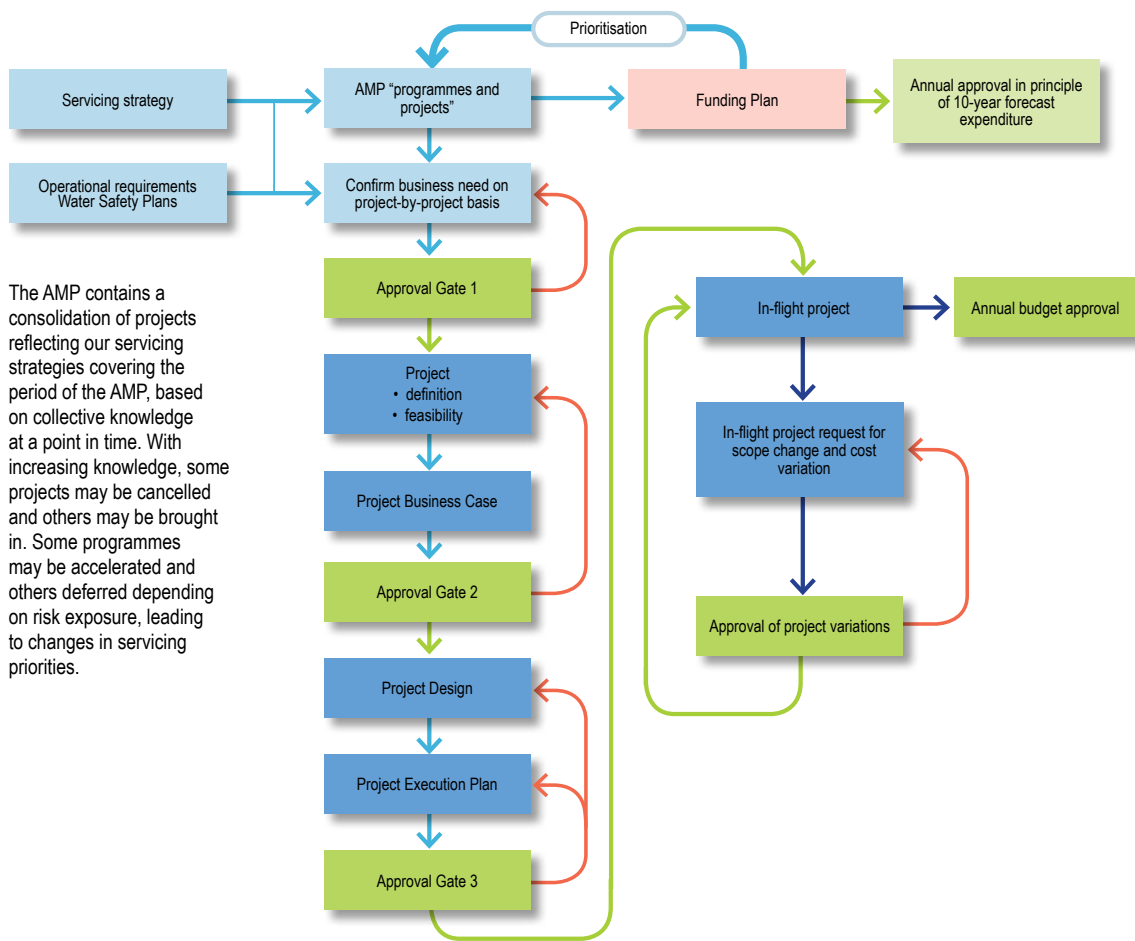 Prioritisation
Servicing strategy
AMP “programmes and
projects”
Funding Plan
Annual approval in principle
of 10-year forecast
expenditure
Operational requirements
Water Safety Plans
Confirm business need on
project-by-project basis
The AMP contains a
consolidation of projects
reflecting our servicing
strategies covering the
period of the AMP, based
on collective knowledge
at a point in time. With
increasing knowledge, some
projects may be cancelled
and others may be brought
in. Some programmes
may be accelerated and
others deferred depending
on risk exposure, leading
to changes in servicing
priorities.
Approval Gate 1
Project
• definition
• feasibility
Project Business Case
Approval Gate 2
Project Design
Project Execution Plan
Approval Gate 3
In-flight project
Annual budget approval
In-flight project request for
scope change and cost
variation
Approval of project variations